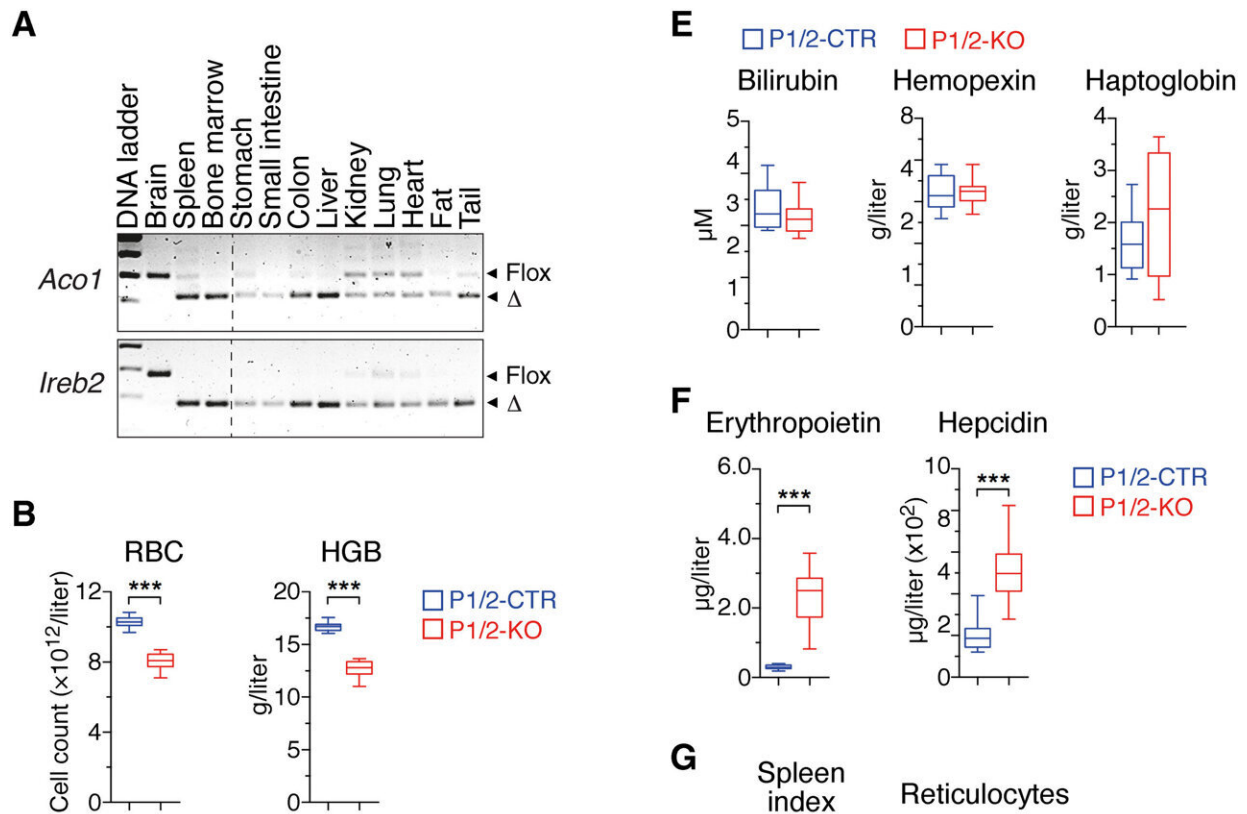 A
DNA ladder
Brain
Spleen
Bone marrow
Stomach
Small intestine
Colon
Liver
Kidney
Lung
Heart
Fat
Tail
Aco1
Flox
Δ
Ireb2
Flox
Δ
B
RBC
HGB
Cell count (×10¹²/liter)
12
8
4
0
***
g/liter
20
15
10
5
0
***
P1/2-CTR
P1/2-KO
E
P1/2-CTR
P1/2-KO
Bilirubin
Hemopexin
Haptoglobin
µM
5
4
3
2
1
0
g/liter
8
4
2
1
0
g/liter
4
3
2
1
0
F
Erythropoietin
Hepcidin
µg/liter
6.0
4.0
2.0
0
***
µg/liter (x10²)
10
8
4
2
0
***
P1/2-CTR
P1/2-KO
G
Spleen
index
Reticulocytes